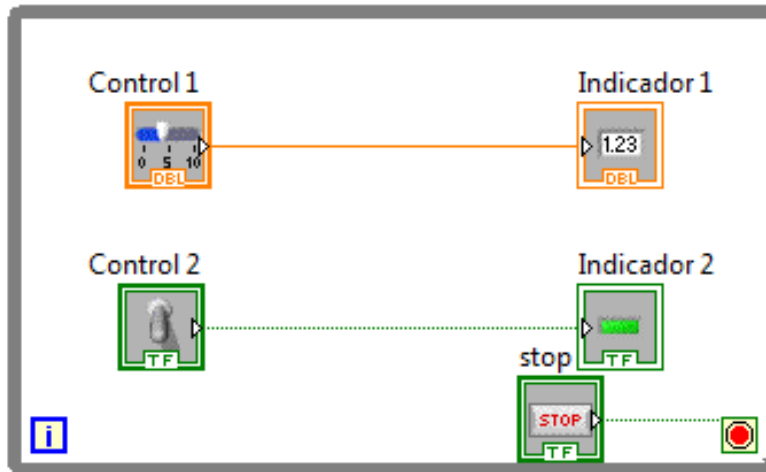 Control 1
Indicador 1
0 5 10
DBL
1.23
DBL
Control 2
Indicador 2
TF
TF
stop
STOP
TF
i